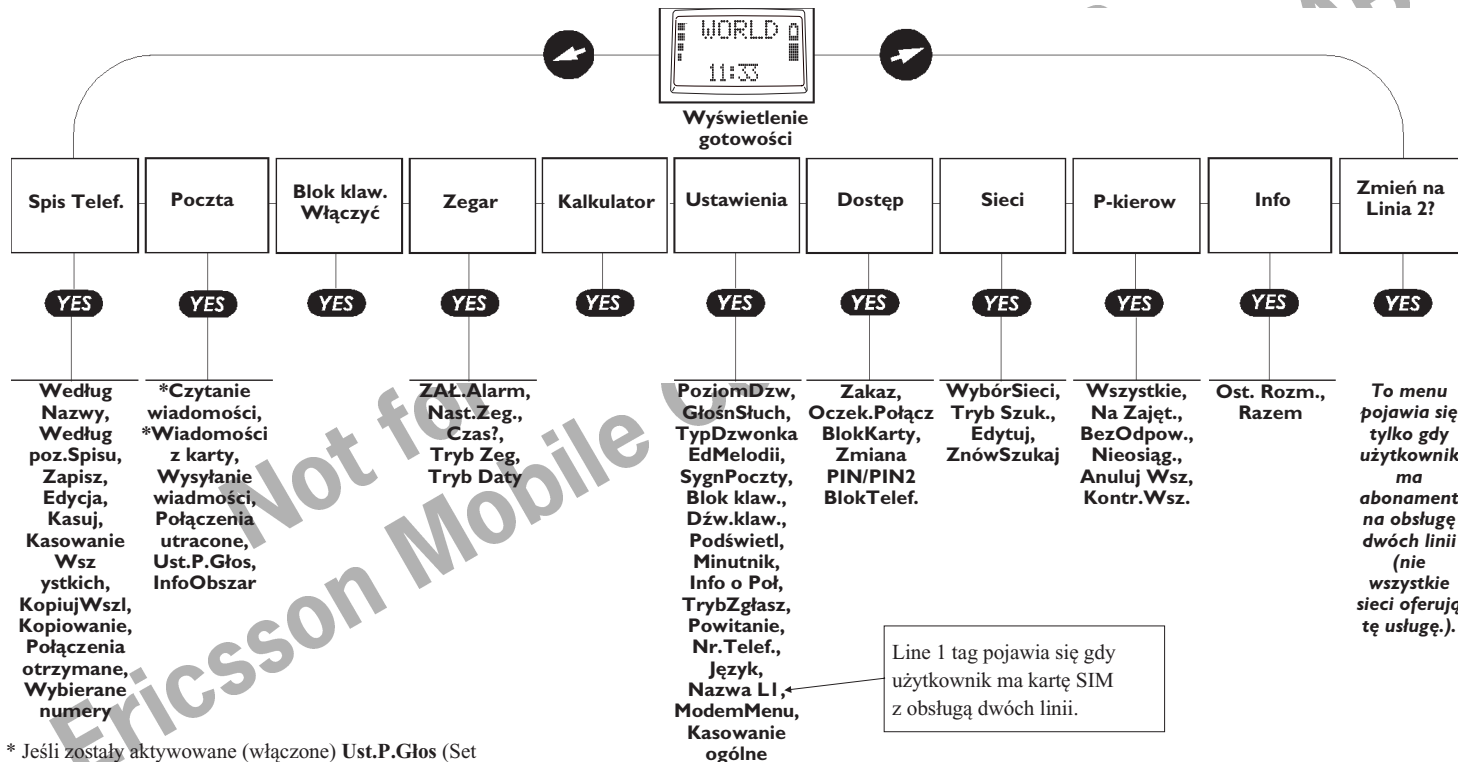 WORLD
11:33
Wyświetlenie
gotowości
Spis Telef.
Poczta
Blok klaw.
Włączyć
Zegar
Kalkulator
Ustawienia
Dostęp
Sieci
P-kierow
Info
Zmień na
Linia 2?
YES
YES
YES
YES
YES
YES
YES
YES
YES
YES
YES
Według
Nazwy,
Według
poz.Spisu,
Zapisz,
Edycja,
Kasuj,
Kasowanie
Wsz
ystkich,
KopiujWszl,
Kopiowanie,
Połączenia
otrzymane,
Wybierane
numery
*Czytanie
wiadomości,
*Wiadomości
z karty,
Wysyłanie
wiadmości,
Połączenia
utracone,
Ust.P.Głos,
InfoObszar
ZAŁ.Alarm,
Nast.Zeg.,
Czas?,
Tryb Zeg,
Tryb Daty
PoziomDzw,
GłośnSłuch,
TypDzwonka
EdMelodii,
SygnPoczty,
Blok klaw.,
Dźw.klaw.,
Podświetl,
Minutnik,
Info o Poł,
TrybZgłasz,
Powitanie,
Nr.Telef.,
Język,
Nazwa L1,
ModemMenu,
Kasowanie
ogólne
Zakaz,
Oczek.Połącz
BlokKarty,
Zmiana
PIN/PIN2
BlokTelef.
WybórSieci,
Tryb Szuk.,
Edytuj,
ZnówSzukaj
Wszystkie,
Na Zajęt.,
BezOdpow.,
Nieosiąg.,
Anuluj Wsz,
Kontr.Wsz.
Ost. Rozm.,
Razem
To menu
pojawia się
tylko gdy
użytkownik
ma
abonament
na obsługę
dwóch linii
(nie
wszystkie
sieci oferują
tę usługę.).
Line 1 tag pojawia się gdy
użytkownik ma kartę SIM
z obsługą dwóch linii.
* Jeśli zostały aktywowane (włączone) Ust.P.Głos (Set
Not for
Ericsson Mobile